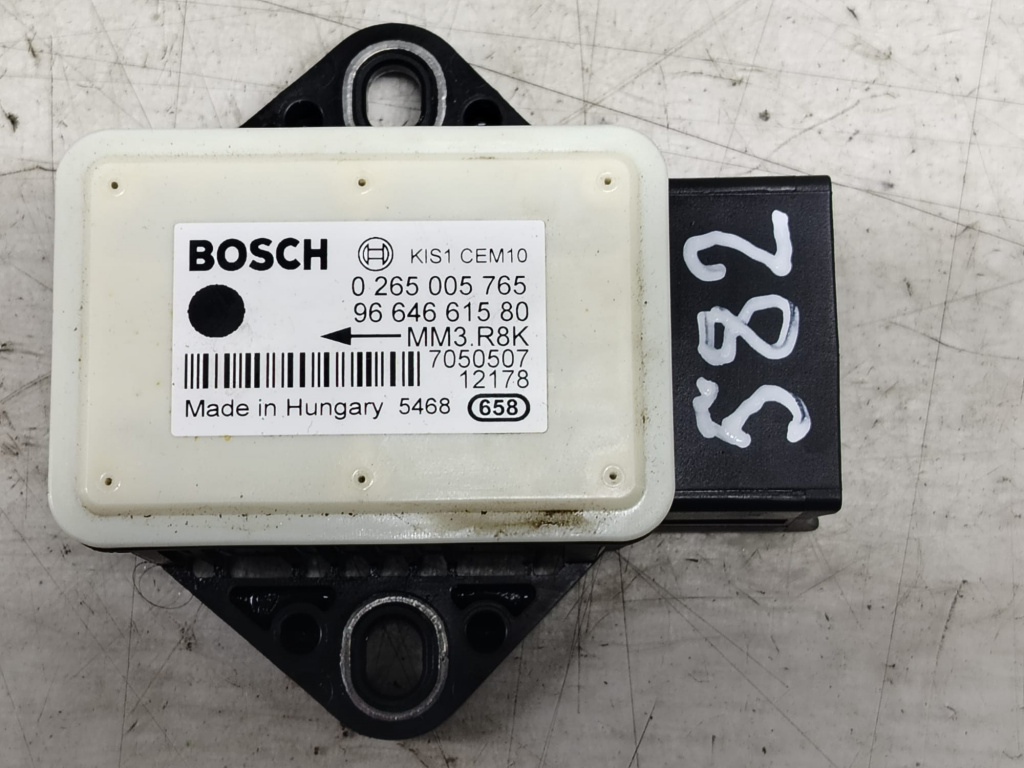 BOSCH KIS1 CEM10
0 265 005 765
96 646 615 80
MM3.R8K
7050507
12178
Made in Hungary 5468 658
582